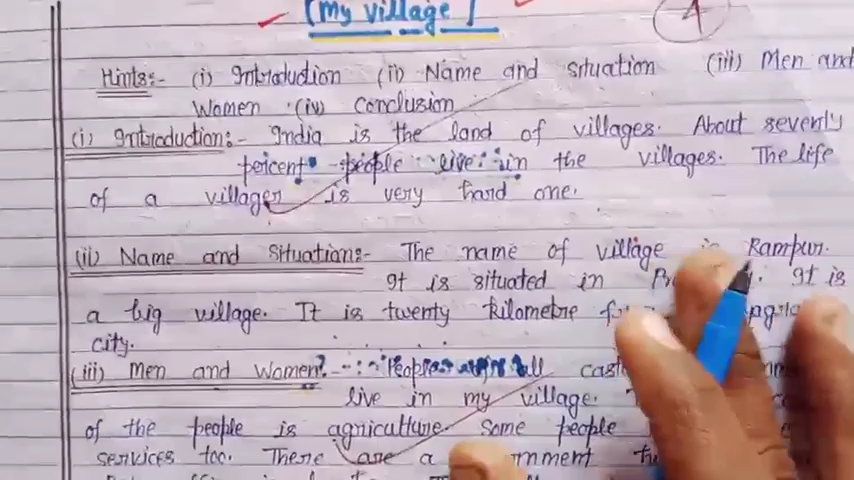 [My Village]
4
Hints:- (i) Introduction (ii) Name and situation (iii) Men and
Women (iv) Conclusion
(i) Introduction:- India is the land of villages. About seventy
percent people live in the villages. The life
of a villager is very hard one.
(ii) Name and Situations:- The name of village is Rampur.
It is situated in
It is
a big village. It is twenty kilometre
city.
(iii) Men and Women:- People all
live in my village.
of the people is agriculture. Some people
services too. There are a